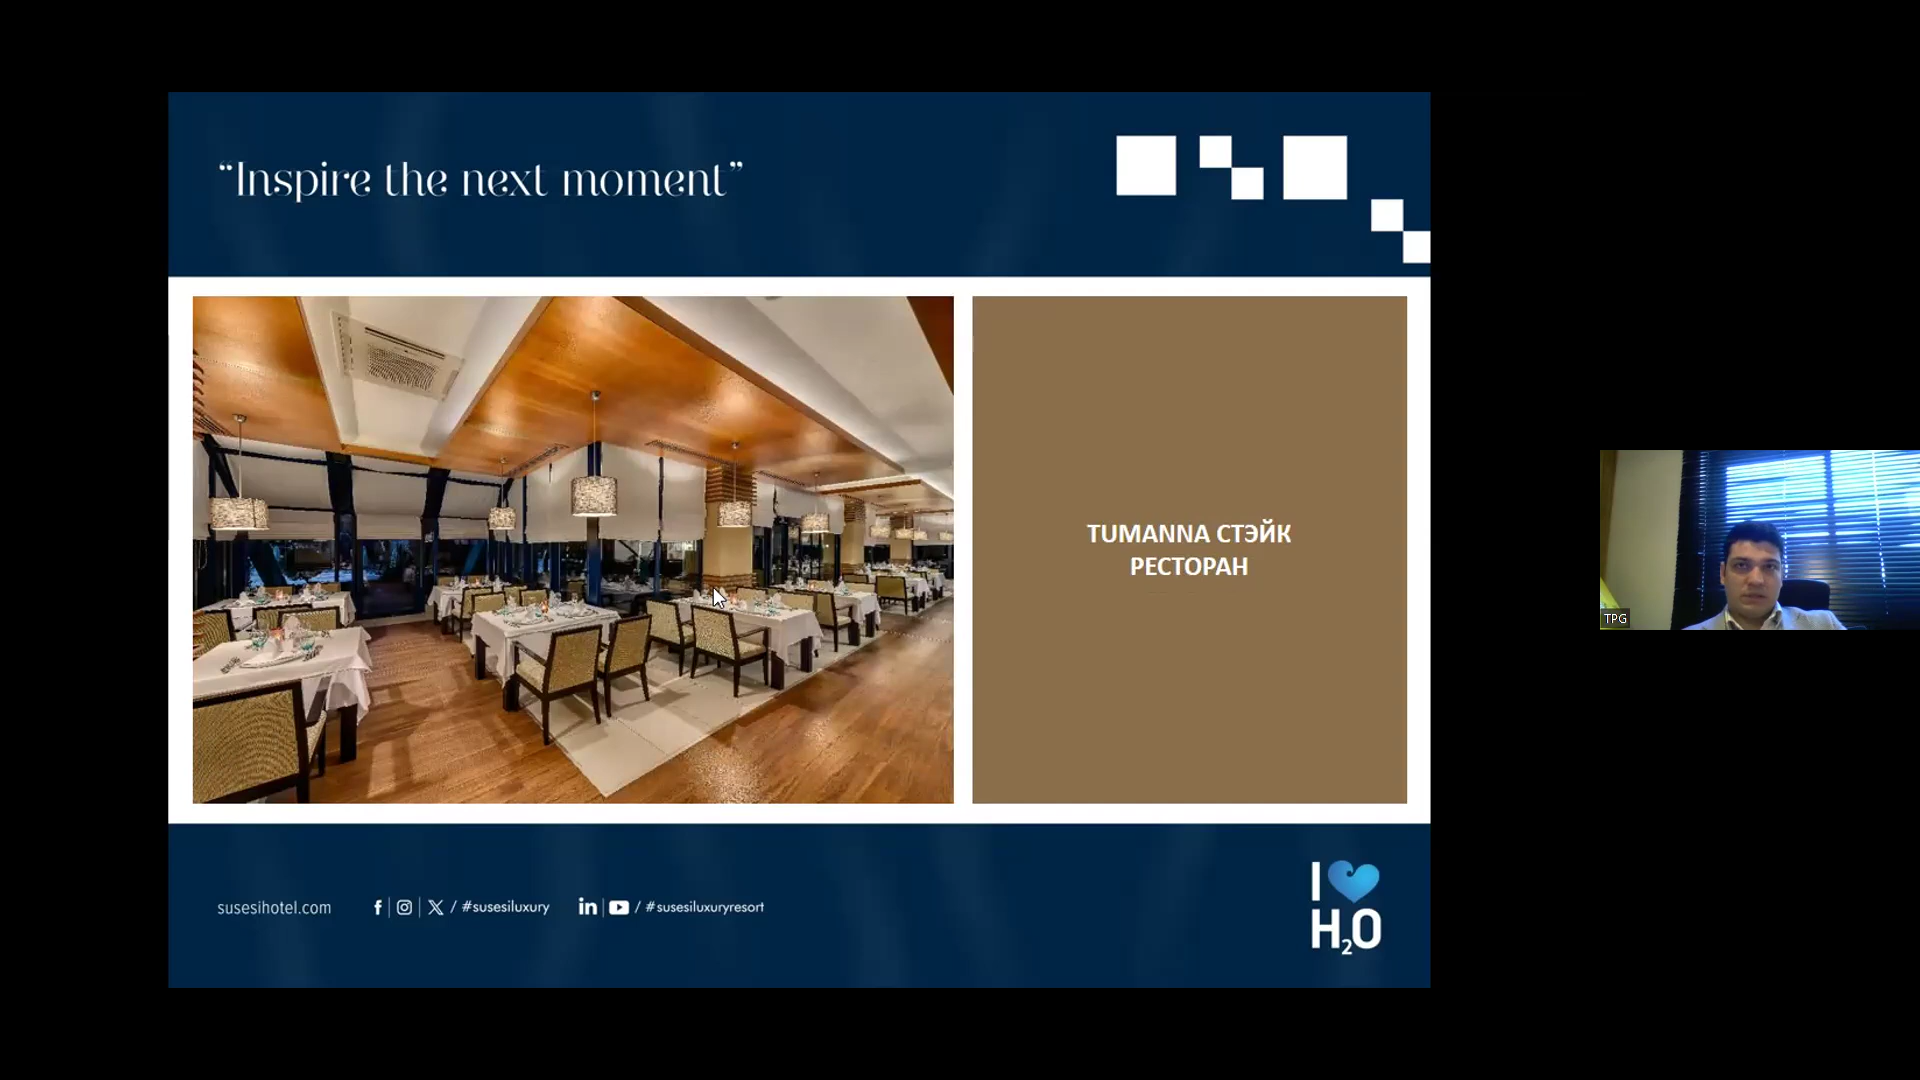 “Inspire the next moment”
TUMANNA СТЭЙК
РЕСТОРАН
TPG
susesihotel.com
/ #susesiluxury
/ #susesiluxuryresort
I
H2O